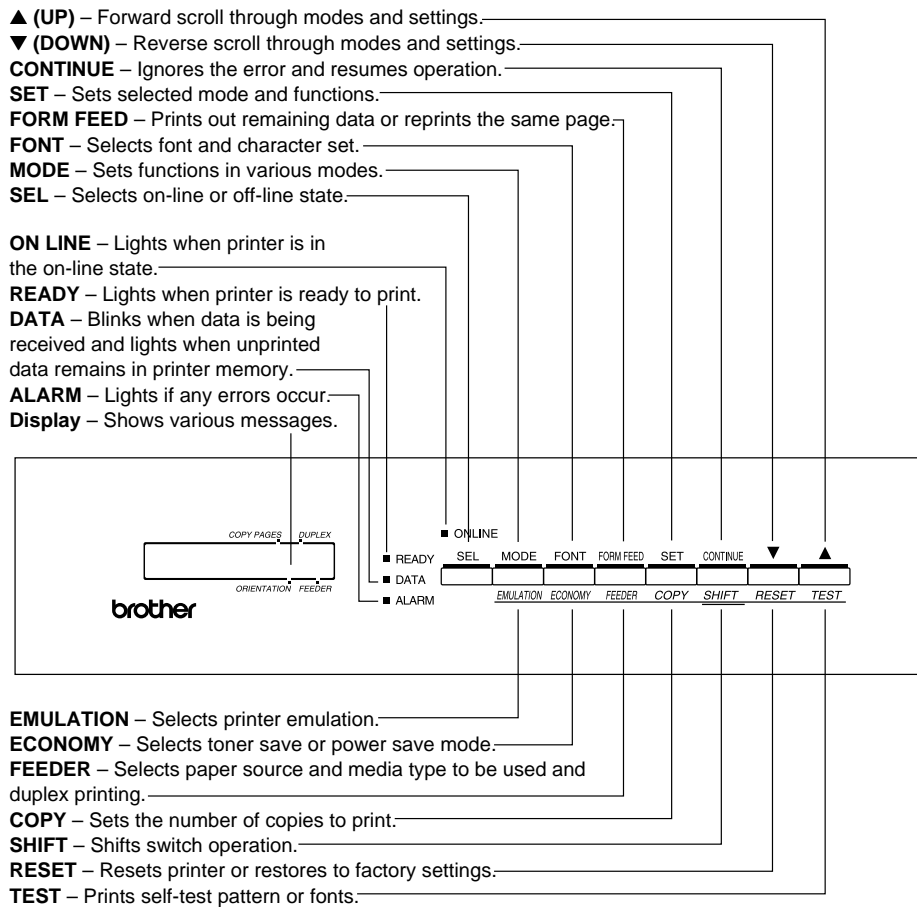 ▲ (UP) – Forward scroll through modes and settings.
▼ (DOWN) – Reverse scroll through modes and settings.
CONTINUE – Ignores the error and resumes operation.
SET – Sets selected mode and functions.
FORM FEED – Prints out remaining data or reprints the same page.
FONT – Selects font and character set.
MODE – Sets functions in various modes.
SEL – Selects on-line or off-line state.
ON LINE – Lights when printer is in
the on-line state.
READY – Lights when printer is ready to print.
DATA – Blinks when data is being
received and lights when unprinted
data remains in printer memory.
ALARM – Lights if any errors occur.
Display – Shows various messages.
COPY PAGES DUPLEX
ORIENTATION FEEDER
brother
■ ONLINE
■ READY
■ DATA
■ ALARM
SEL MODE FONT FORM FEED SET CONTINUE ▼ ▲
EMULATION ECONOMY FEEDER COPY SHIFT RESET TEST
EMULATION – Selects printer emulation.
ECONOMY – Selects toner save or power save mode.
FEEDER – Selects paper source and media type to be used and
duplex printing.
COPY – Sets the number of copies to print.
SHIFT – Shifts switch operation.
RESET – Resets printer or restores to factory settings.
TEST – Prints self-test pattern or fonts.